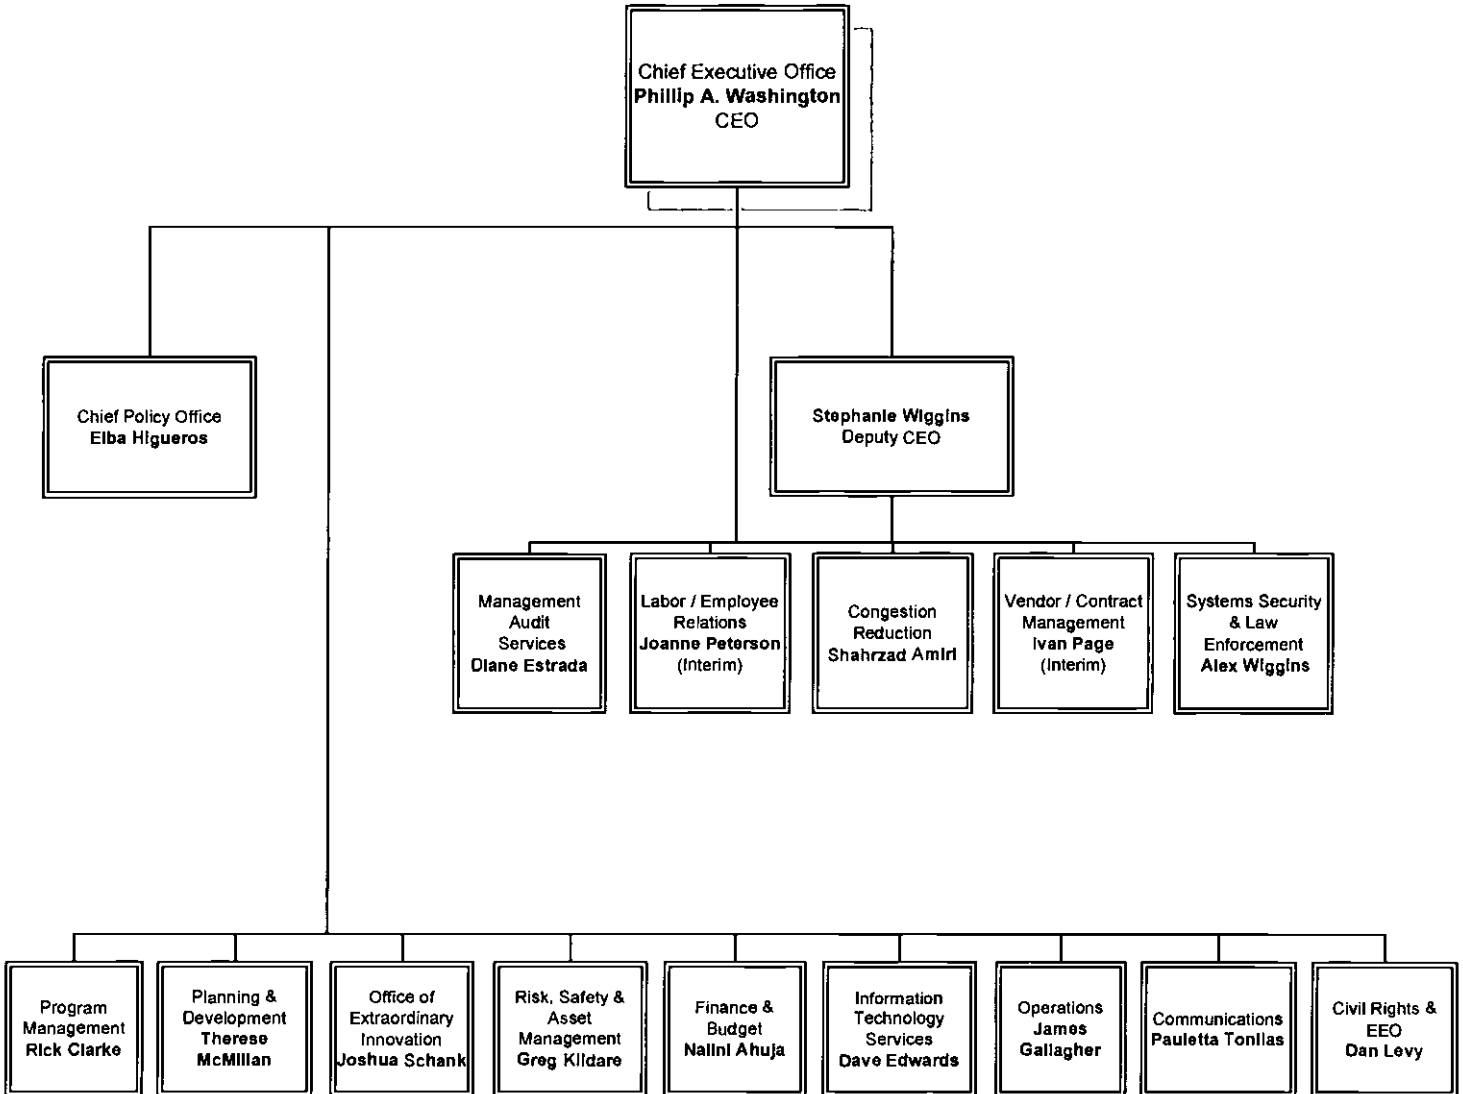 Chief Executive Office
Phillip A. Washington
CEO
Chief Policy Office
Elba Higueros
Stephanie Wiggins
Deputy CEO
Management
Audit
Services
Diane Estrada
Labor / Employee
Relations
Joanne Peterson
(Interim)
Congestion
Reduction
Shahrzad Amiri
Vendor / Contract
Management
Ivan Page
(Interim)
Systems Security
& Law
Enforcement
Alex Wiggins
Program
Management
Rick Clarke
Planning &
Development
Therese
McMillan
Office of
Extraordinary
Innovation
Joshua Schank
Risk, Safety &
Asset
Management
Greg Kildare
Finance &
Budget
Nalini Ahuja
Information
Technology
Services
Dave Edwards
Operations
James
Gallagher
Communications
Pauletta Tonilas
Civil Rights &
EEO
Dan Levy